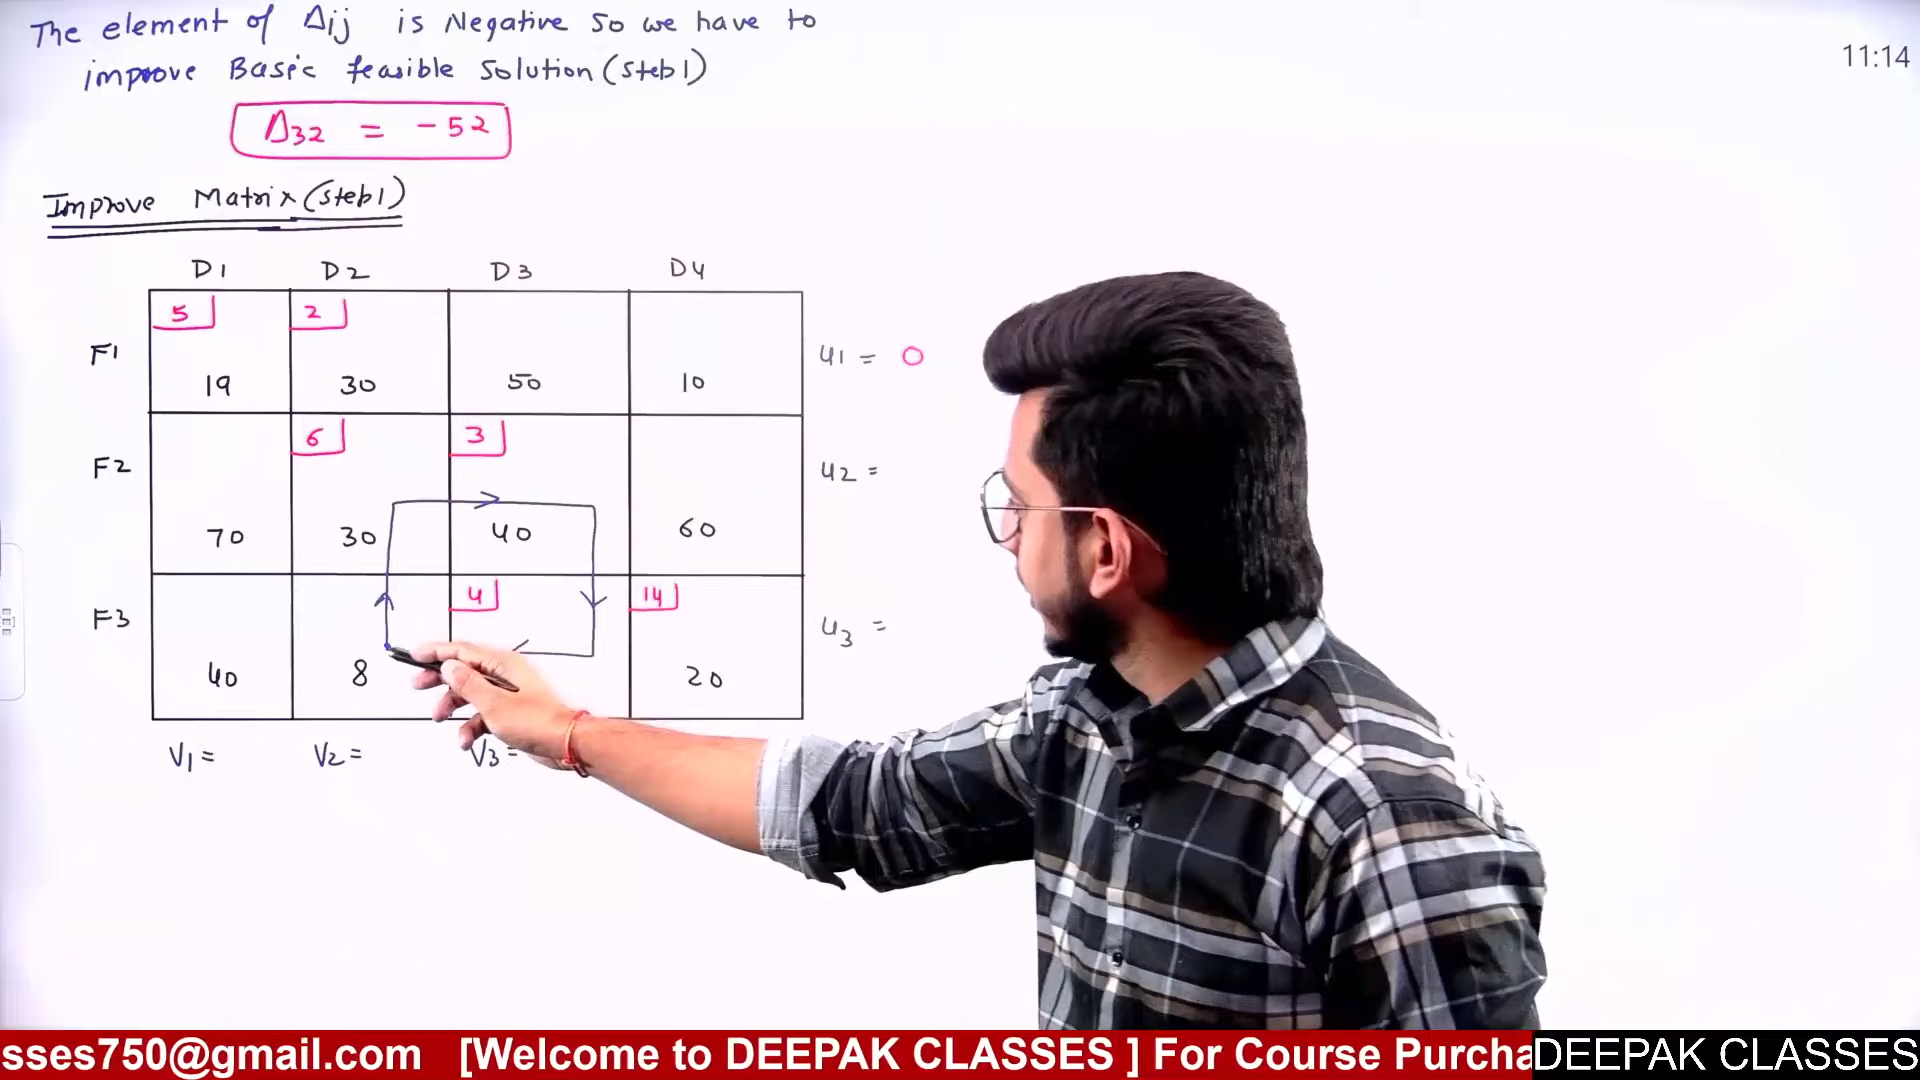 The element of Δij is Negative so we have to
improve Basic feasible Solution (Steb1)
11:14
Δ32 = -52
Improve Matrix (Steb1)
D1 D2 D3 D4
5 2
F1 19 30 50 10 u1 = 0
6 3
F2 70 30 40 60 u2 =
4 14
F3 40 8 20 u3 =
V1 = V2 = V3 =
sses750@gmail.com [Welcome to DEEPAK CLASSES ] For Course Purcha
DEEPAK CLASSES